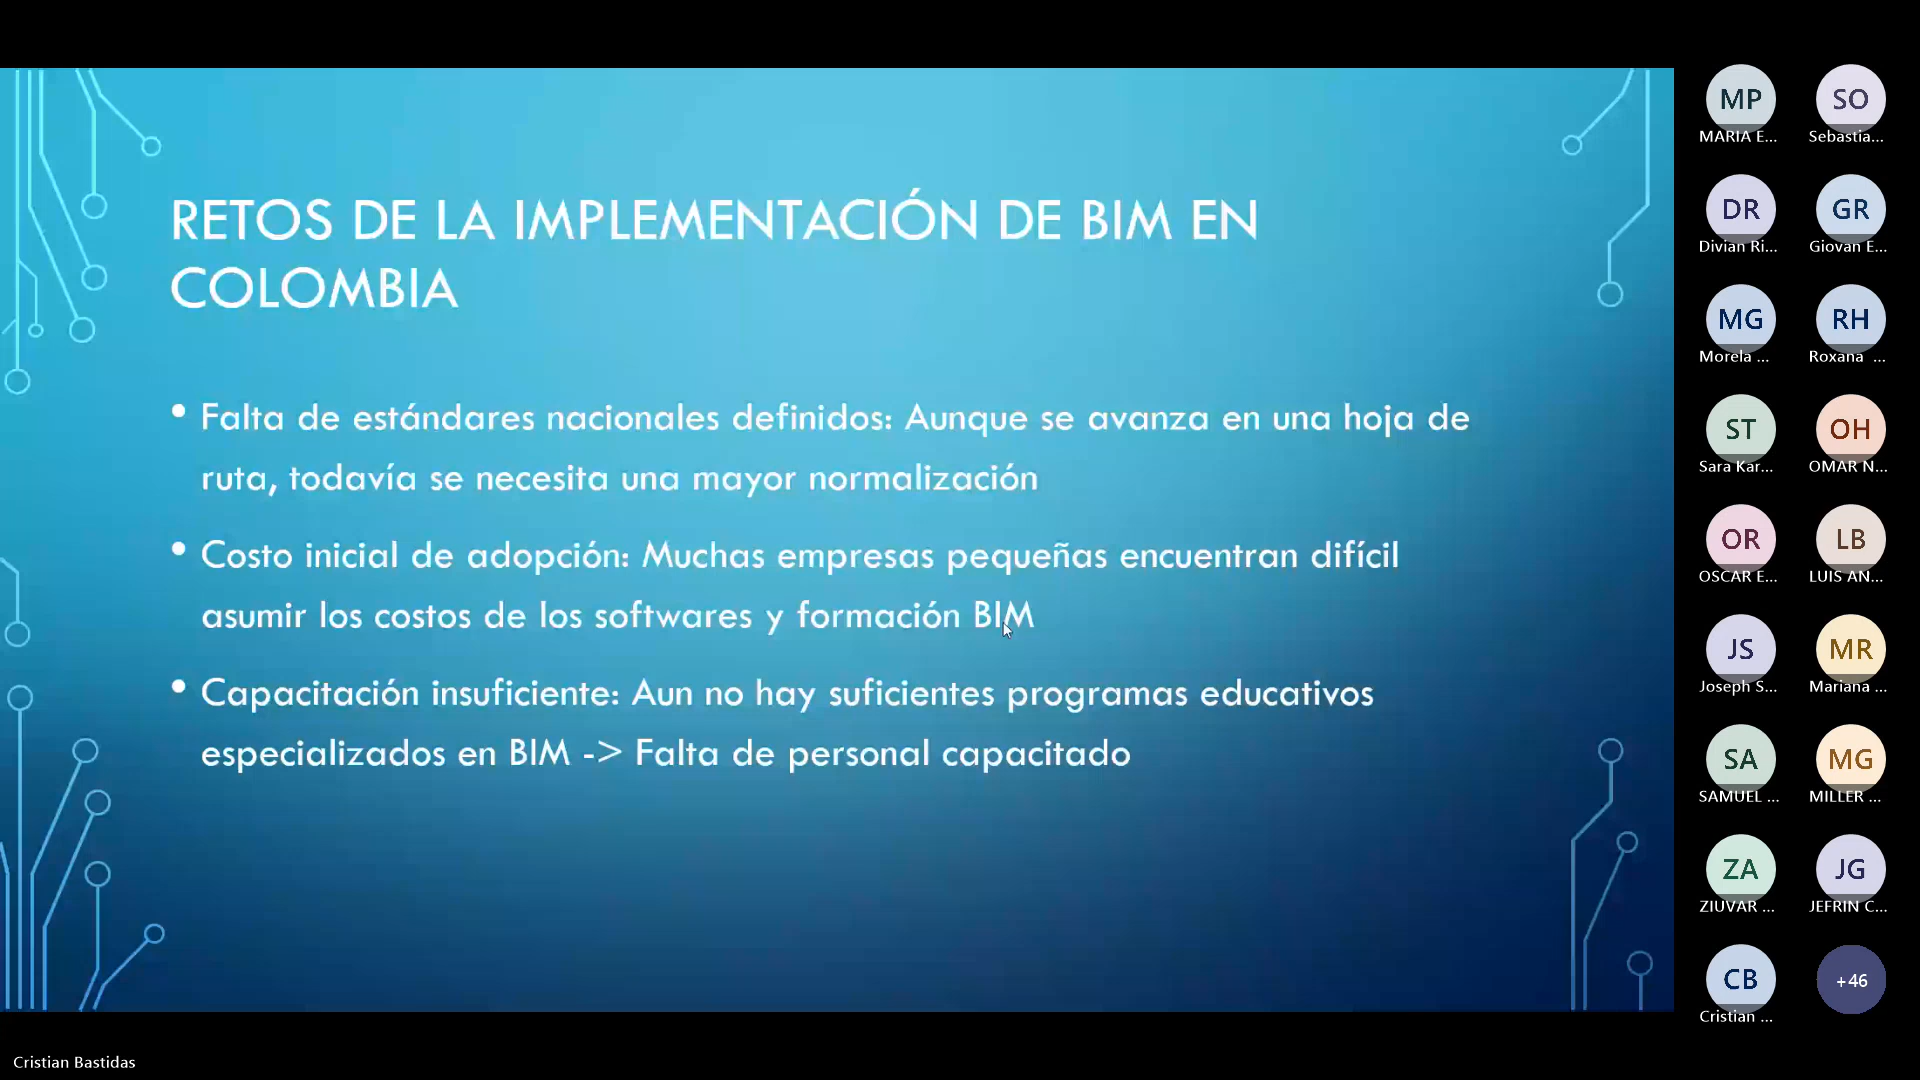 RETOS DE LA IMPLEMENTACIÓN DE BIM EN
COLOMBIA
• Falta de estándares nacionales definidos: Aunque se avanza en una hoja de
ruta, todavía se necesita una mayor normalización
• Costo inicial de adopción: Muchas empresas pequeñas encuentran difícil
asumir los costos de los softwares y formación BIM
• Capacitación insuficiente: Aun no hay suficientes programas educativos
especializados en BIM -> Falta de personal capacitado
MP
MARIA E...
SO
Sebastia...
DR
Divian Ri...
GR
Giovan E...
MG
Morela ...
RH
Roxana ...
ST
Sara Kar...
OH
OMAR N...
OR
OSCAR E...
LB
LUIS AN...
JS
Joseph S...
MR
Mariana ...
SA
SAMUEL ...
MG
MILLER ...
ZA
ZIUVAR ...
JG
JEFRIN C...
CB
Cristian ...
+46
Cristian Bastidas